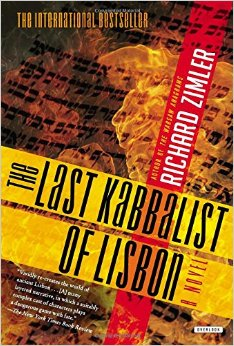 THE INTERNATIONAL BESTSELLER
RICHARD ZIMLER
AUTHOR OF THE WARSAW ANAGRAMS
THE LAST KABBALIST
OF LISBON
A NOVEL
"Vividly re-creates the world of
ancient Lisbon...[A] many
layered narrative, in which a suitably
complex cast of characters plays
a dangerous game with fate."
—The New York Times Book Review
OVERLOOK